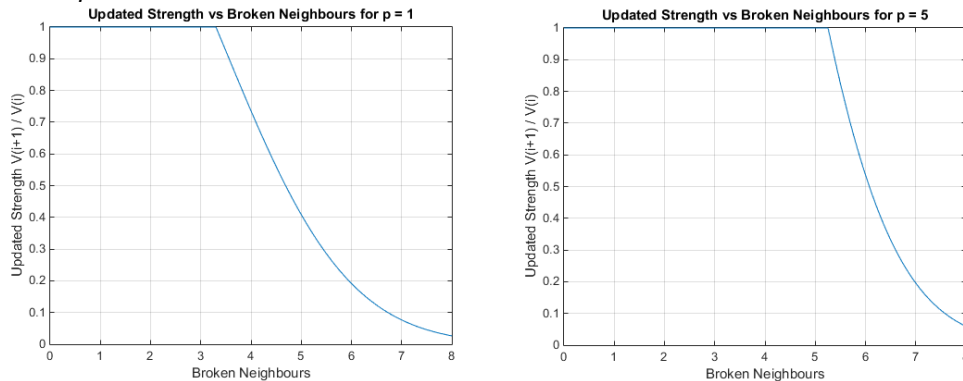 Updated Strength vs Broken Neighbours for p = 1
Updated Strength V(i+1) / V(i)
1
0.9
0.8
0.7
0.6
0.5
0.4
0.3
0.2
0.1
0
0 1 2 3 4 5 6 7 8
Broken Neighbours
Updated Strength vs Broken Neighbours for p = 5
Updated Strength V(i+1) / V(i)
1
0.9
0.8
0.7
0.6
0.5
0.4
0.3
0.2
0.1
0
0 1 2 3 4 5 6 7
Broken Neighbours